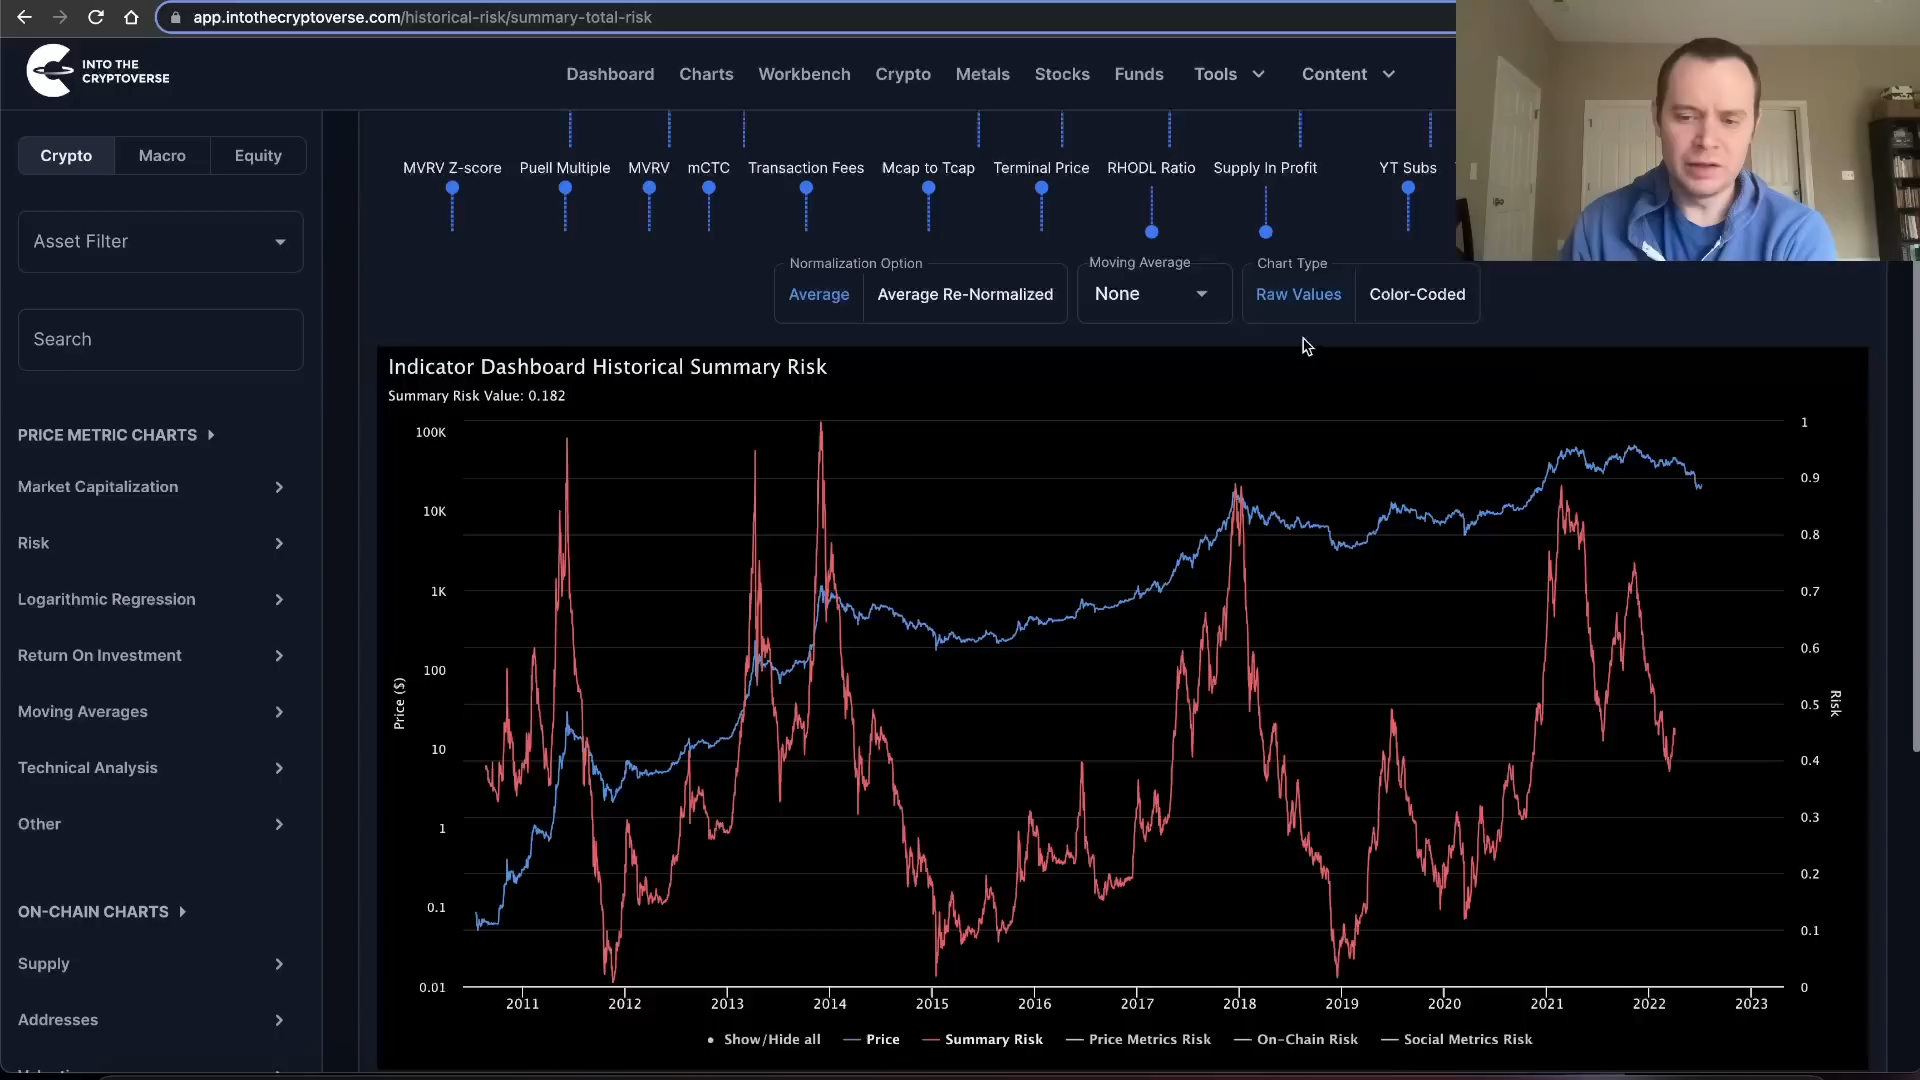 app.intothecryptoverse.com/historical-risk/summary-total-risk
INTO THE
CRYPTOVERSE
Dashboard Charts Workbench Crypto Metals Stocks Funds Tools Content
Crypto Macro Equity
Asset Filter
Search
PRICE METRIC CHARTS
Market Capitalization
Risk
Logarithmic Regression
Return On Investment
Moving Averages
Technical Analysis
Other
ON-CHAIN CHARTS
Supply
Addresses
MVRV Z-score Puell Multiple MVRV mCTC Transaction Fees Mcap to Tcap Terminal Price RHODL Ratio Supply In Profit YT Subs
Normalization Option
Average Average Re-Normalized
Moving Average
None
Chart Type
Raw Values Color-Coded
Indicator Dashboard Historical Summary Risk
Summary Risk Value: 0.182
100K
10K
1K
100
10
1
0.1
0.01
Price ($)
1
0.9
0.8
0.7
0.6
0.5
0.4
0.3
0.2
0.1
0
Risk
2011 2012 2013 2014 2015 2016 2017 2018 2019 2020 2021 2022 2023
Show/Hide all Price Summary Risk Price Metrics Risk On-Chain Risk Social Metrics Risk